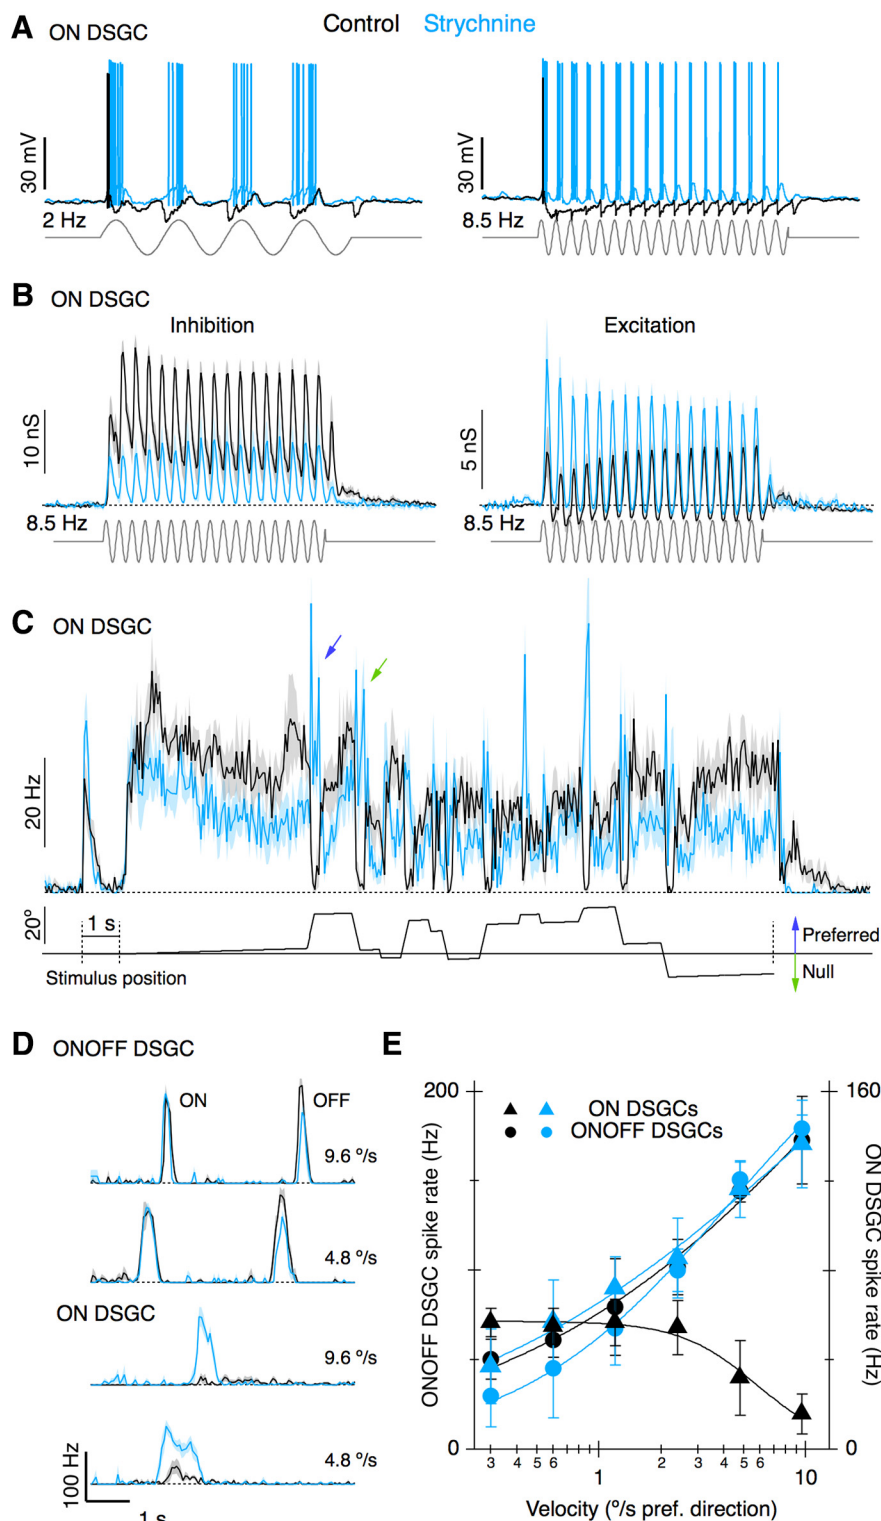 A ON DSGC Control Strychnine
30 mV
30 mV
2 Hz
8.5 Hz
B ON DSGC
Inhibition Excitation
10 nS
5 nS
8.5 Hz
8.5 Hz
C ON DSGC
20 Hz
20°
1 s
Preferred
Null
Stimulus position
D ONOFF DSGC
ON OFF
9.6 °/s
4.8 °/s
ON DSGC
9.6 °/s
4.8 °/s
100 Hz
1 s
E
200
160
ON DSGCs
ONOFF DSGCs
ONOFF DSGC spike rate (Hz)
ON DSGC spike rate (Hz)
0
0
3 4 5 6 1 2 3 4 5 6 10
Velocity (°/s pref. direction)